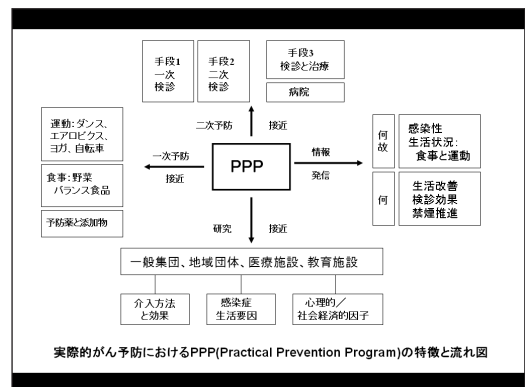 手段1
一次
検診
手段2
二次
検診
手段3
検診と治療
病院
二次予防 接近
運動：ダンス、
エアロビクス、
ヨガ、自転車
食事：野菜
バランス食品
予防薬と添加物
一次予防
接近
PPP
情報
発信
何
故
感染性
生活状況：
食事と運動
何
生活改善
検診効果
禁煙推進
研究 接近
一般集団、地域団体、医療施設、教育施設
介入方法
と効果
感染症
生活要因
心理的／
社会経済的因子
実際的がん予防におけるPPP(Practical Prevention Program)の特徴と流れ図